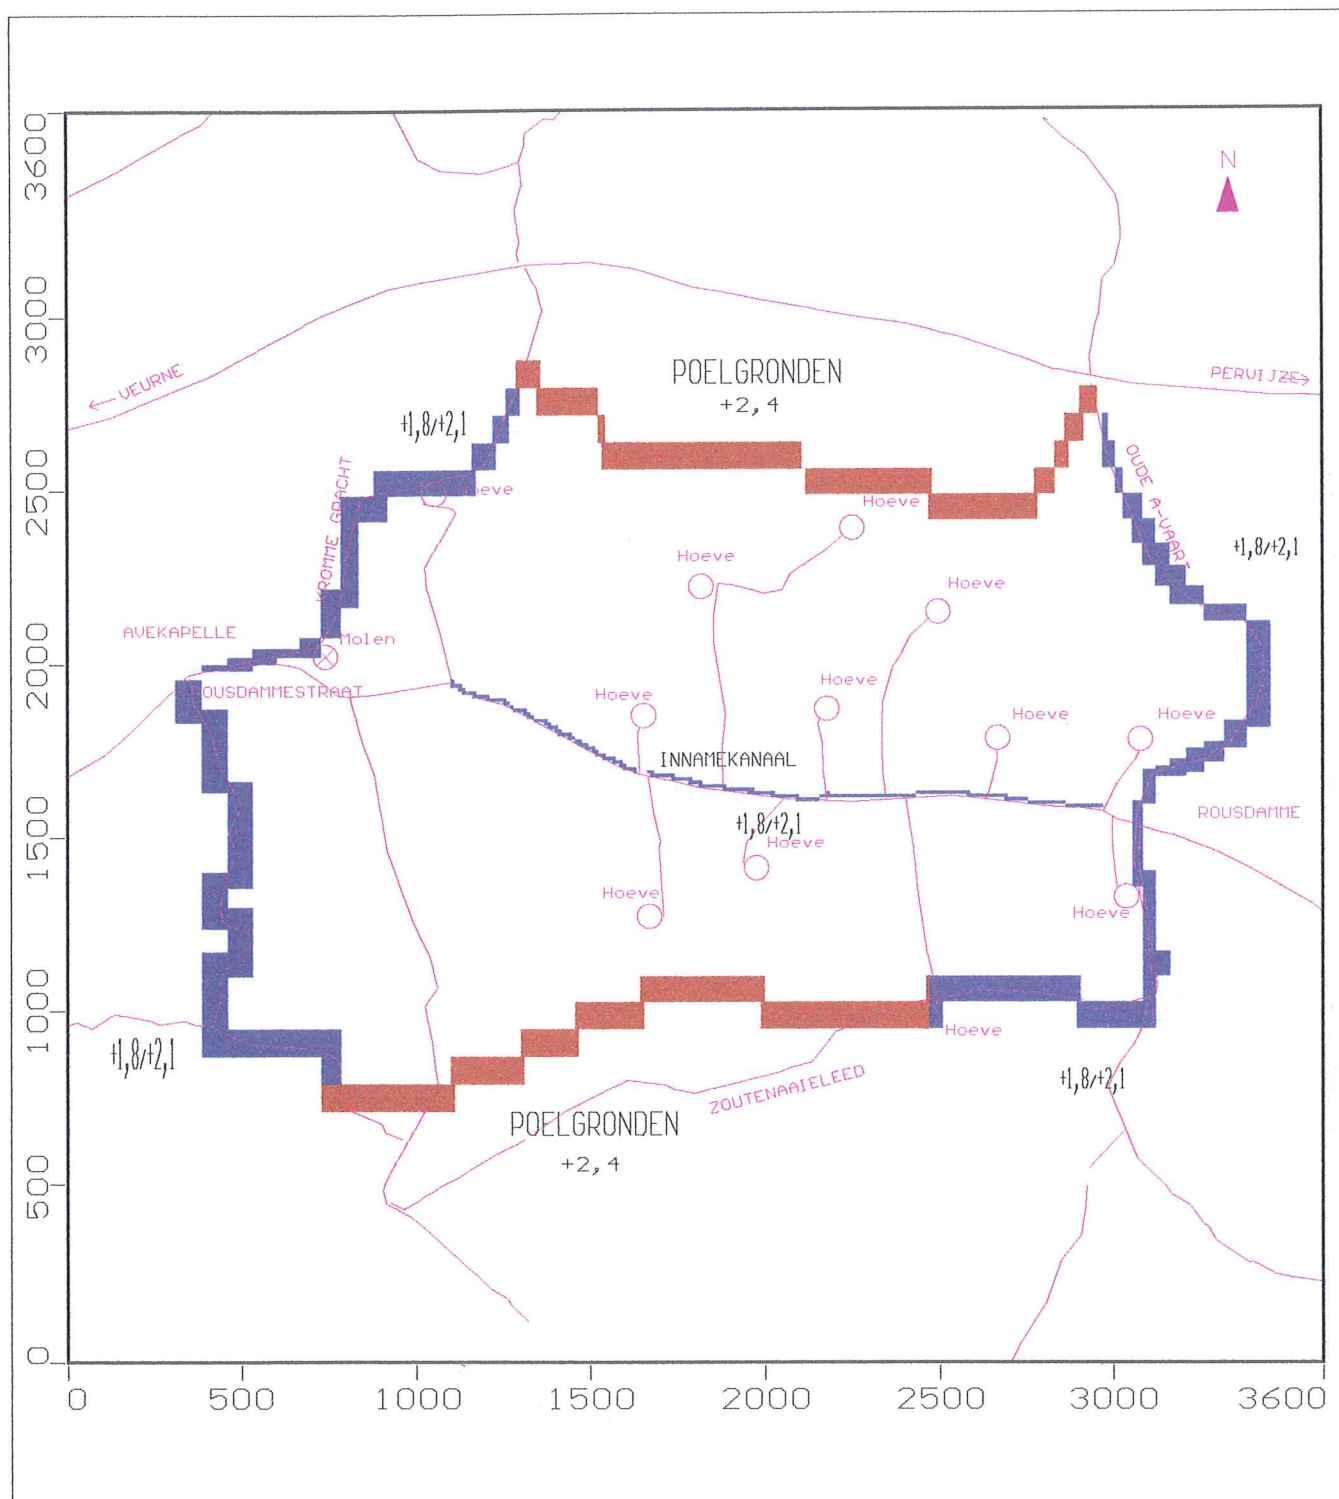 3600
N
3000
POELGRONDEN
+2,4
← VEURNE
PERVIJZE
+1,8/+2,1
OUDE A-VAART
2500
KROMME GRACHT
Hoeve
+1,8/+2,1
Hoeve
Hoeve
AVEKAPELLE
Molen
2000
Hoeve
Hoeve
Hoeve
Hoeve
INNAMEKANAAL
ROUSDAMME
1500
+1,8/+2,1
Hoeve
Hoeve
Hoeve
1000
Hoeve
+1,8/+2,1
+1,8/+2,1
ZOUTENAAIELEED
POELGRONDEN
+2,4
500
0
0
500
1000
1500
2000
2500
3000
3600